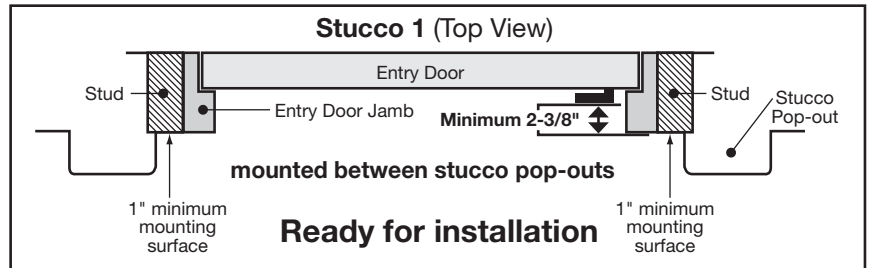 Stucco 1 (Top View)
Entry Door
Stud
Entry Door Jamb
Minimum 2-3/8"
Stud
Stucco
Pop-out
mounted between stucco pop-outs
1" minimum
mounting
surface
Ready for installation
1" minimum
mounting
surface